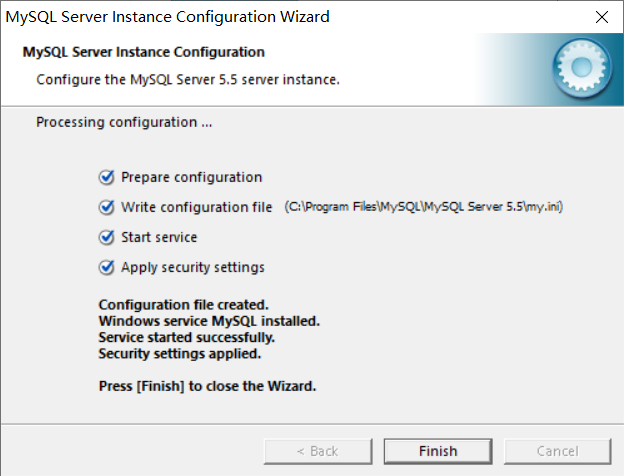 MySQL Server Instance Configuration Wizard
MySQL Server Instance Configuration
Configure the MySQL Server 5.5 server instance.
Processing configuration ...
Prepare configuration
Write configuration file (C:\Program Files\MySQL\MySQL Server 5.5\my.ini)
Start service
Apply security settings
Configuration file created.
Windows service MySQL installed.
Service started successfully.
Security settings applied.
Press [Finish] to close the Wizard.
< Back Finish Cancel